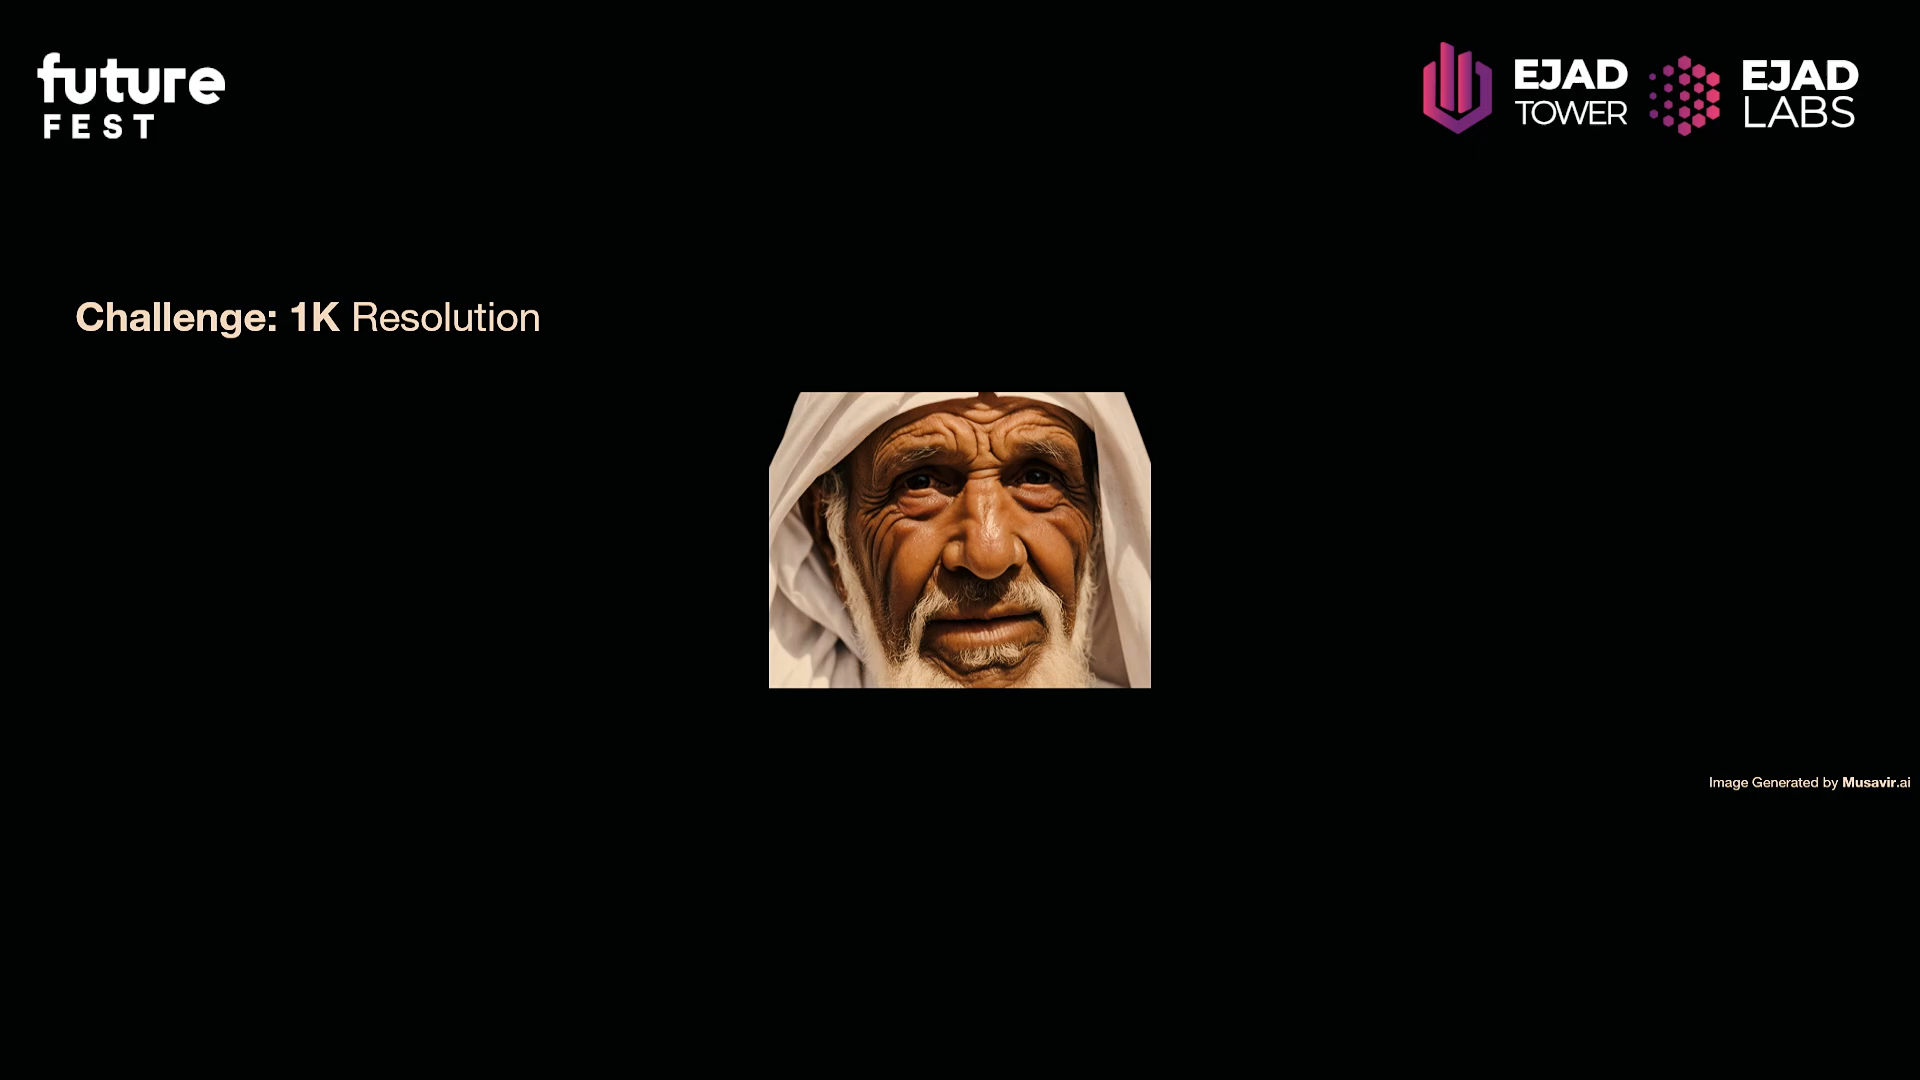 future
FEST
EJAD
TOWER
EJAD
LABS
Challenge: 1K Resolution
Image Generated by Musavir.ai